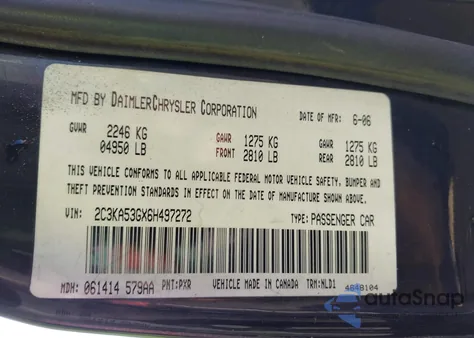 MFD BY DAIMLERCHRYSLER CORPORATION
DATE OF MFR: 6-06
GVWR 2246 KG 04950 LB
GAWR FRONT 1275 KG 2810 LB
GAWR REAR 1275 KG 2810 LB
THIS VEHICLE CONFORMS TO ALL APPLICABLE FEDERAL MOTOR VEHICLE SAFETY, BUMPER AND
THEFT PREVENTION STANDARDS IN EFFECT ON THE DATE OF MANUFACTURE SHOWN ABOVE.
VIN: 2C3KA53GX6H497272 TYPE: PASSENGER CAR
MDH: 061414 579AA PNT: PXR VEHICLE MADE IN CANADA TRM:NLD1 4648104
autoSnap